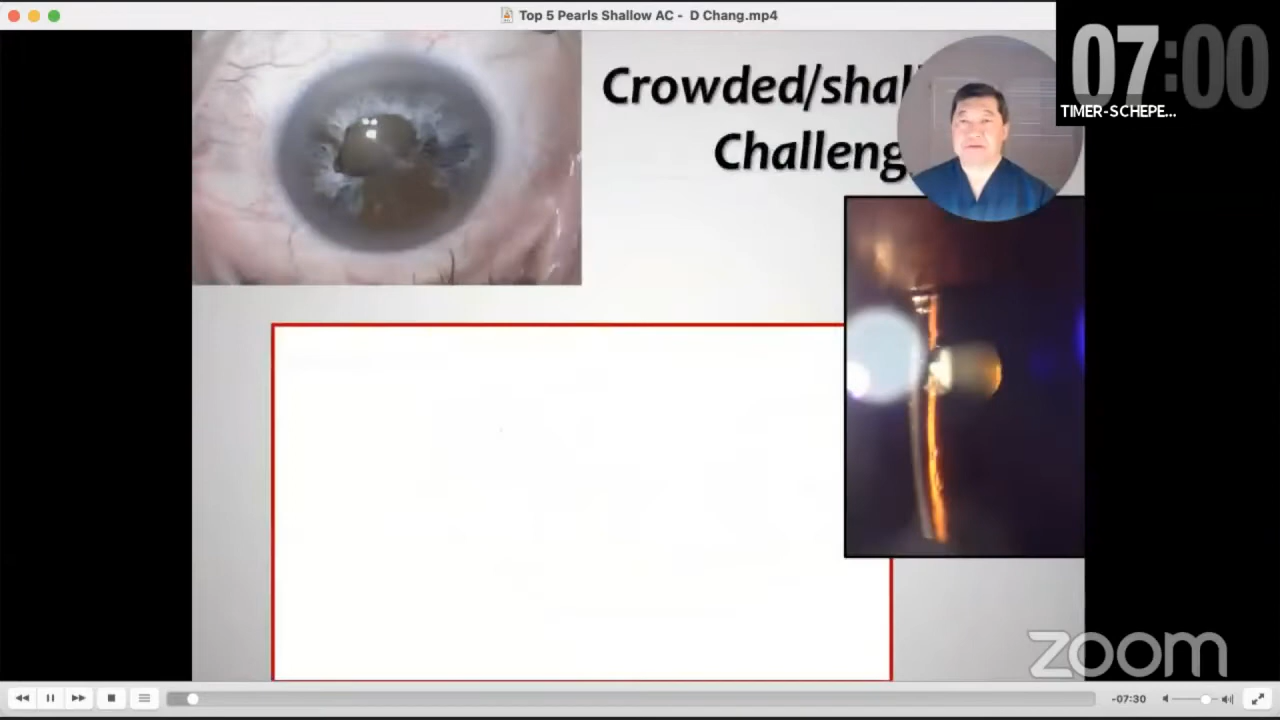 Top 5 Pearls Shallow AC - D Chang.mp4
07:00
TIMER-SCHEPE...
Crowded/shal
Challeng
zoom
-07:30